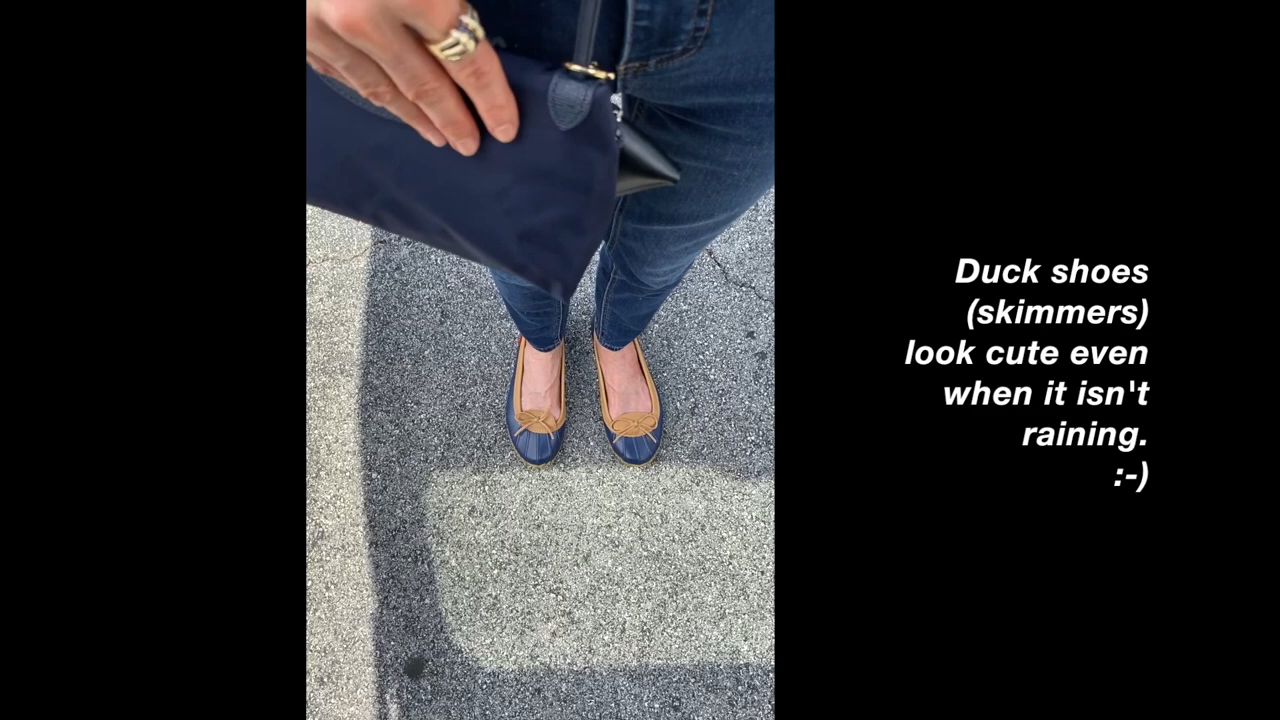 Duck shoes
(skimmers)
look cute even
when it isn't
raining.
:-)